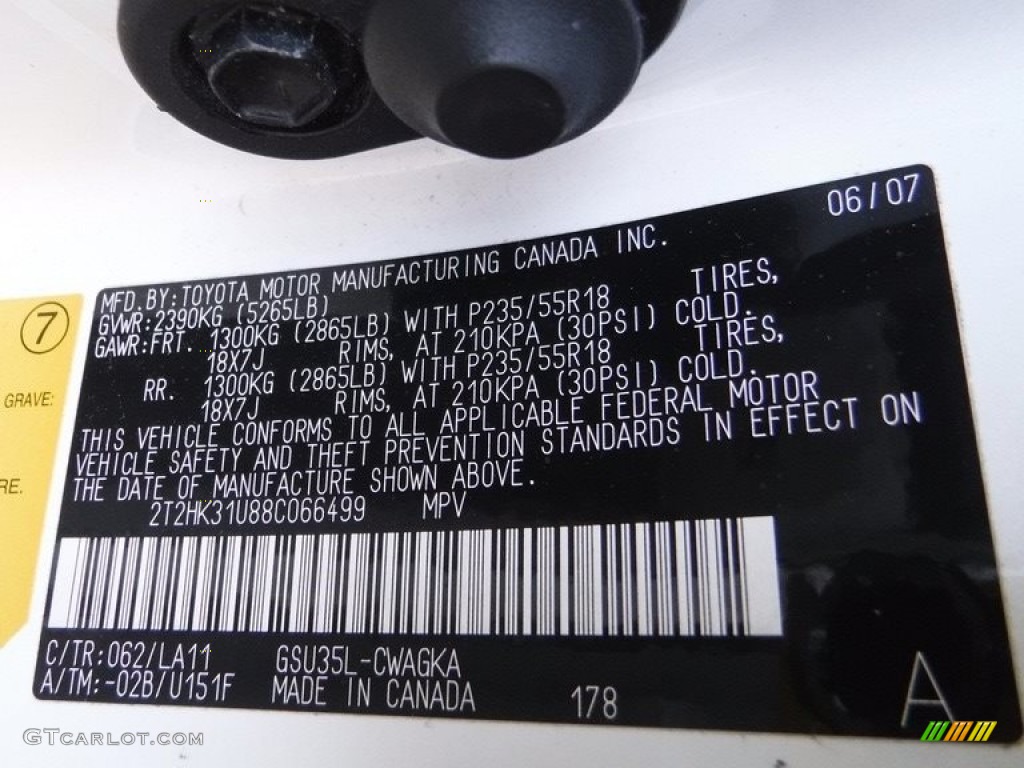 06/07
MFD. BY: TOYOTA MOTOR MANUFACTURING CANADA INC.
GVWR: 2390KG (5265LB)
GAWR: FRT. 1300KG (2865LB) WITH P235/55R18 TIRES,
18X7J RIMS, AT 210KPA (30PSI) COLD.
RR. 1300KG (2865LB) WITH P235/55R18 TIRES,
18X7J RIMS, AT 210KPA (30PSI) COLD.
THIS VEHICLE CONFORMS TO ALL APPLICABLE FEDERAL MOTOR
VEHICLE SAFETY AND THEFT PREVENTION STANDARDS IN EFFECT ON
THE DATE OF MANUFACTURE SHOWN ABOVE.
2T2HK31U88C066499 MPV
C/TR: 062/LA11 GSU35L-CWAGKA
A/TM: -02B/U151F MADE IN CANADA 178
A
7
GRAVE:
RE.
GTCarlot.com